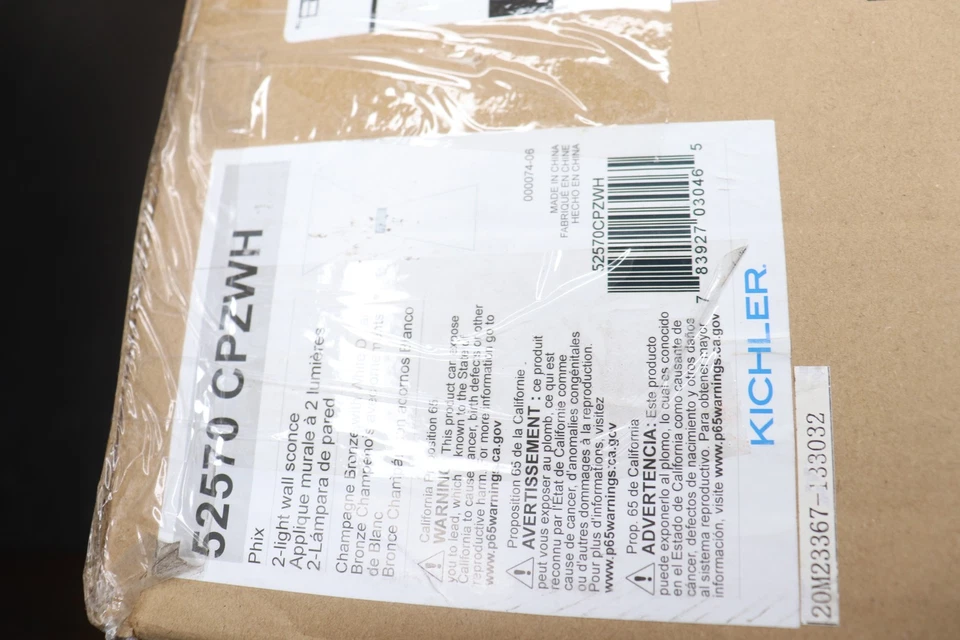 52570 CPZWH
Phix
2-light wall sconce
Applique murale à 2 lumières
2-Lámpara de pared
Champagne Bronze
Bronze Champenois
de Blanc
Bronce Blanco
California
WARNING This product can expose
you to lead, which known to the State of
California to cause cancer, birth defects or other
reproductive harm. For more information go to
www.p65warnings.ca.gov
Proposition 65 de la Californie.
AVERTISSEMENT : ce produit
peut vous exposer au plomb, ce qui est
reconnu par l'État de Californie comme
cause de cancer, d'anomalies congénitales
ou d'autres dommages à la reproduction.
Pour plus d'informations, visitez
www.p65warnings.ca.gov
Prop. 65 de California
ADVERTENCIA: Este producto
puede exponerlo al plomo, lo cual es conocido
en el Estado de California como causante de
cáncer, defectos de nacimiento y otros daños
al sistema reproductivo. Para obtener mayor
información, visite www.p65warnings.ca.gov
000074-06
MADE IN CHINA
FABRIQUÉ EN CHINE
HECHO EN CHINA
52570CPZWH
7 83927 03046 5
KICHLER
20M23367-133032